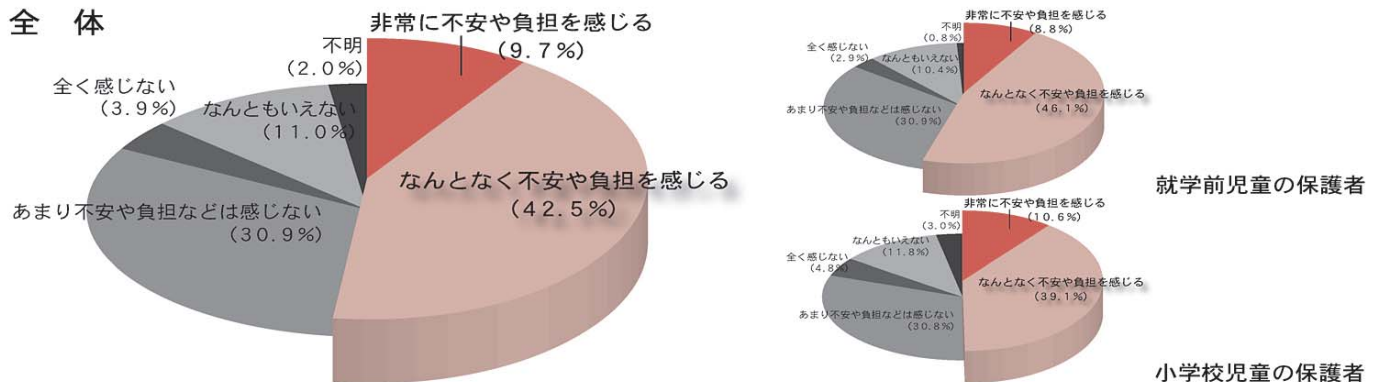 全　体
非常に不安や負担を感じる
(９.７%)
不明
(２.０%)
全く感じない
(３.９%)
なんともいえない
(１１.０%)
なんとなく不安や負担を感じる
(４２.５%)
あまり不安や負担などは感じない
(３０.９%)
非常に不安や負担を感じる
(８.８%)
不明
(０.８%)
全く感じない
(２.９%)
なんともいえない
(１０.４%)
なんとなく不安や負担を感じる
(４６.１%)
あまり不安や負担などは感じない
(３０.９%)
就学前児童の保護者
非常に不安や負担を感じる
(１０.６%)
不明
(３.０%)
なんともいえない
(１１.８%)
全く感じない
(４.８%)
なんとなく不安や負担を感じる
(３９.１%)
あまり不安や負担などは感じない
(３０.８%)
小学校児童の保護者